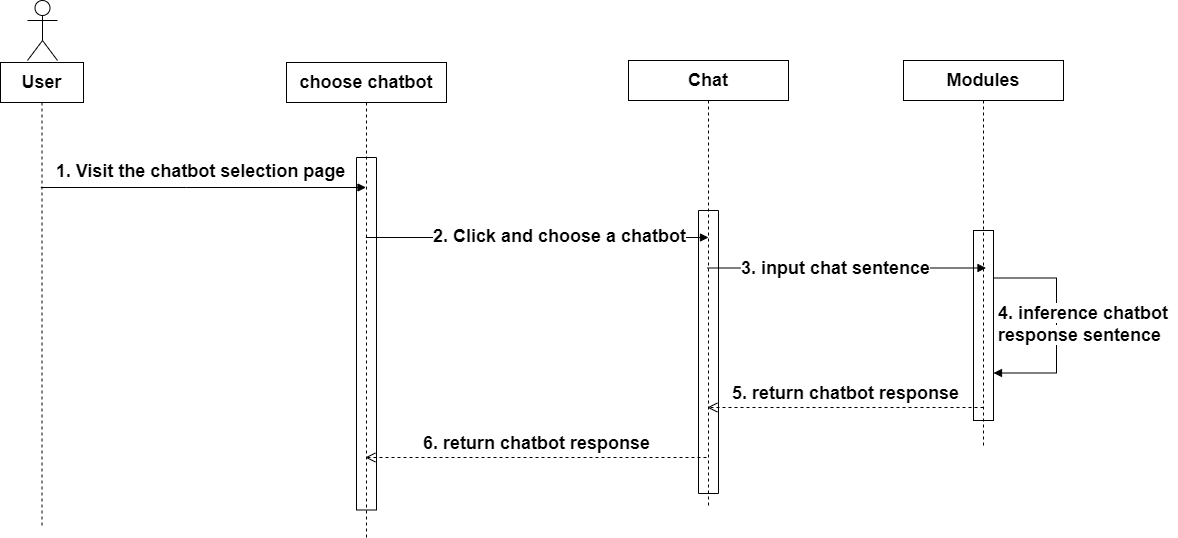 User
choose chatbot
Chat
Modules
1. Visit the chatbot selection page
2. Click and choose a chatbot
3. input chat sentence
4. inference chatbot
response sentence
5. return chatbot response
6. return chatbot response